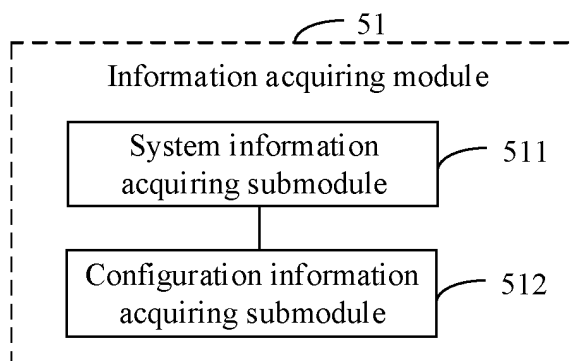 51
Information acquiring module
System information
acquiring submodule
511
Configuration information
acquiring submodule
512